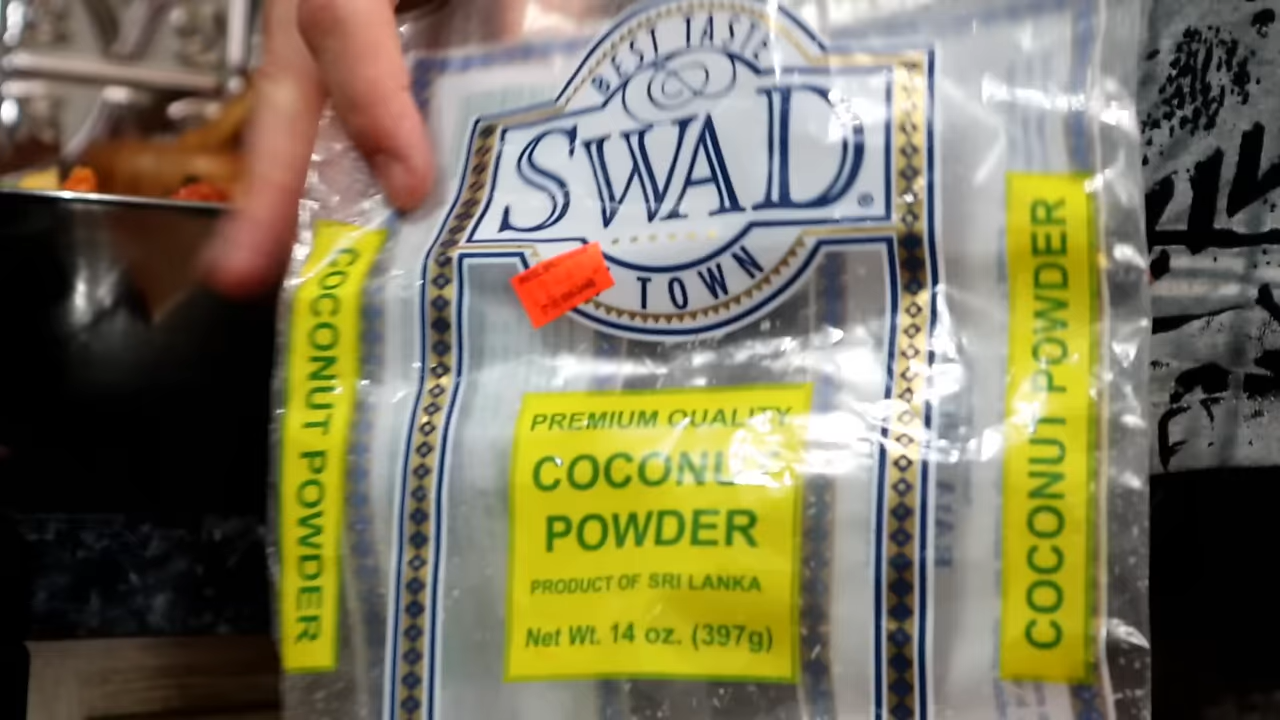 BEST TASTE
SWAD®
TOWN
PREMIUM QUALITY
COCONUT
POWDER
PRODUCT OF SRI LANKA
Net Wt. 14 oz. (397g)
COCONUT POWDER
COCONUT POWDER